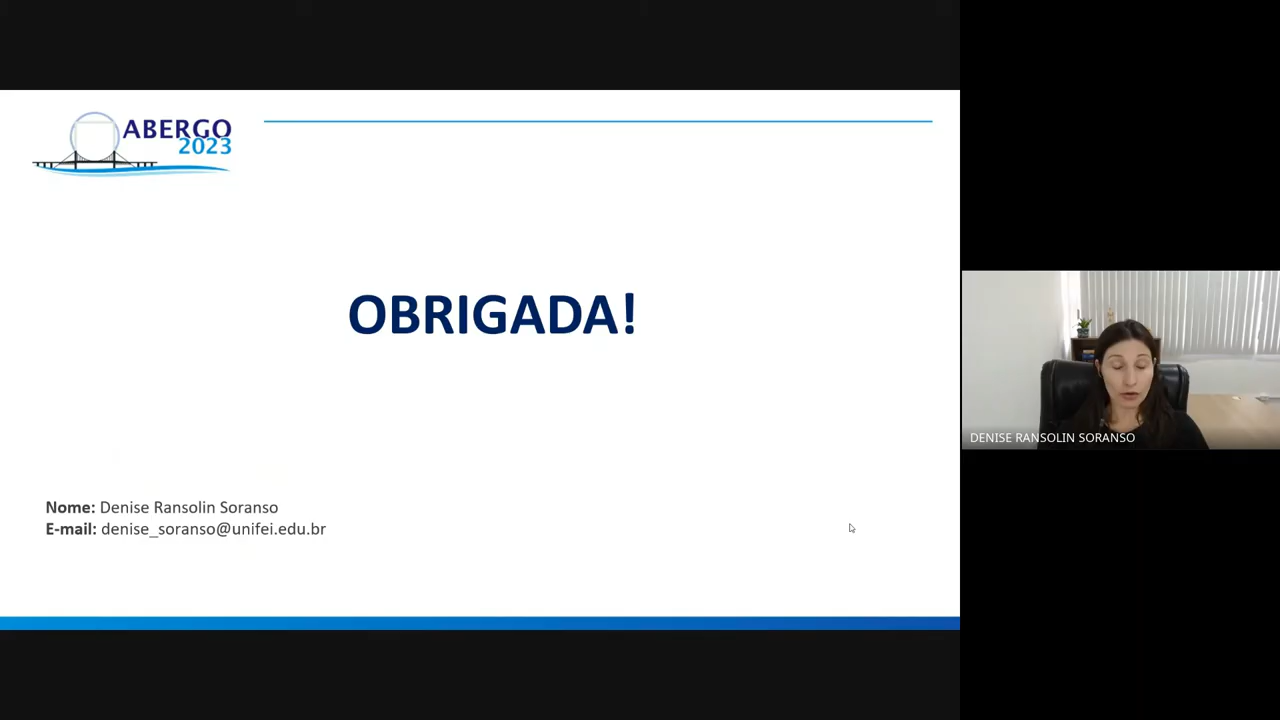 ABERGO
2023
OBRIGADA!
Nome: Denise Ransolin Soranso
E-mail: denise_soranso@unifei.edu.br
DENISE RANSOLIN SORANSO